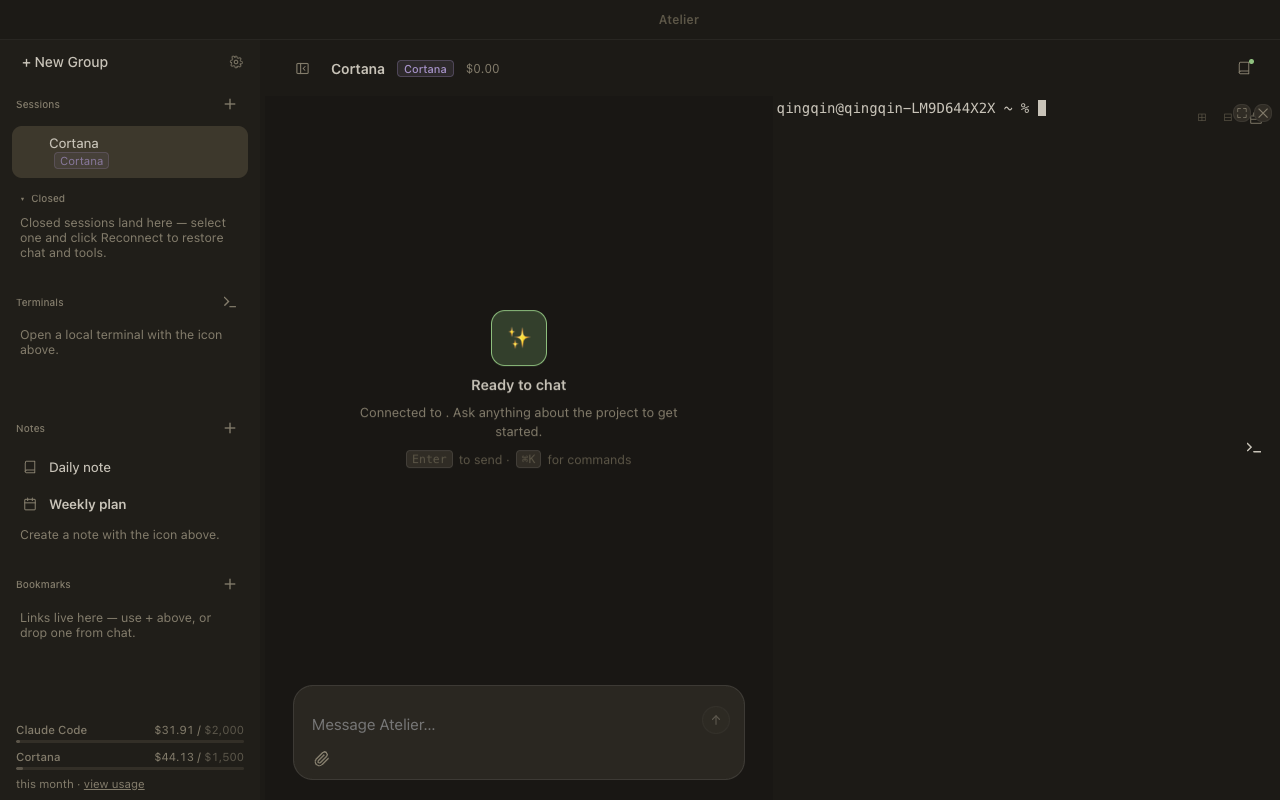 Atelier
+ New Group
Sessions
Cortana
Cortana
Closed
Closed sessions land here — select
one and click Reconnect to restore
chat and tools.
Terminals
Open a local terminal with the icon
above.
Notes
Daily note
Weekly plan
Create a note with the icon above.
Bookmarks
Links live here — use + above, or
drop one from chat.
Claude Code $31.91 / $2,000
Cortana $44.13 / $1,500
this month · view usage
Cortana Cortana $0.00
Ready to chat
Connected to . Ask anything about the project to get
started.
Enter to send · ⌘K for commands
Message Atelier...
qingqin@qingqin-LM9D644X2X ~ %